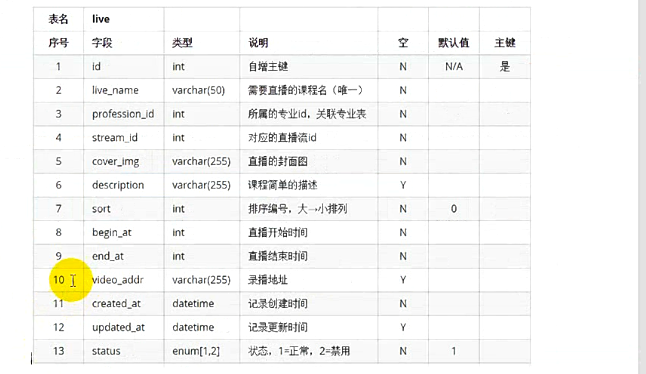 表名 live
序号 字段 类型 说明 空 默认值 主键
1 id int 自增主键 N N/A 是
2 live_name varchar(50) 需要直播的课程名（唯一） N
3 profession_id int 所属的专业id，关联专业表 N
4 stream_id int 对应的直播流id N
5 cover_img varchar(255) 直播的封面图 N
6 description varchar(255) 课程简单的描述 Y
7 sort int 排序编号，大→小排列 N 0
8 begin_at int 直播开始时间 N
9 end_at int 直播结束时间 N
10 video_addr varchar(255) 录播地址 Y
11 created_at datetime 记录创建时间 N
12 updated_at datetime 记录更新时间 Y
13 status enum[1,2] 状态，1=正常，2=禁用 N 1